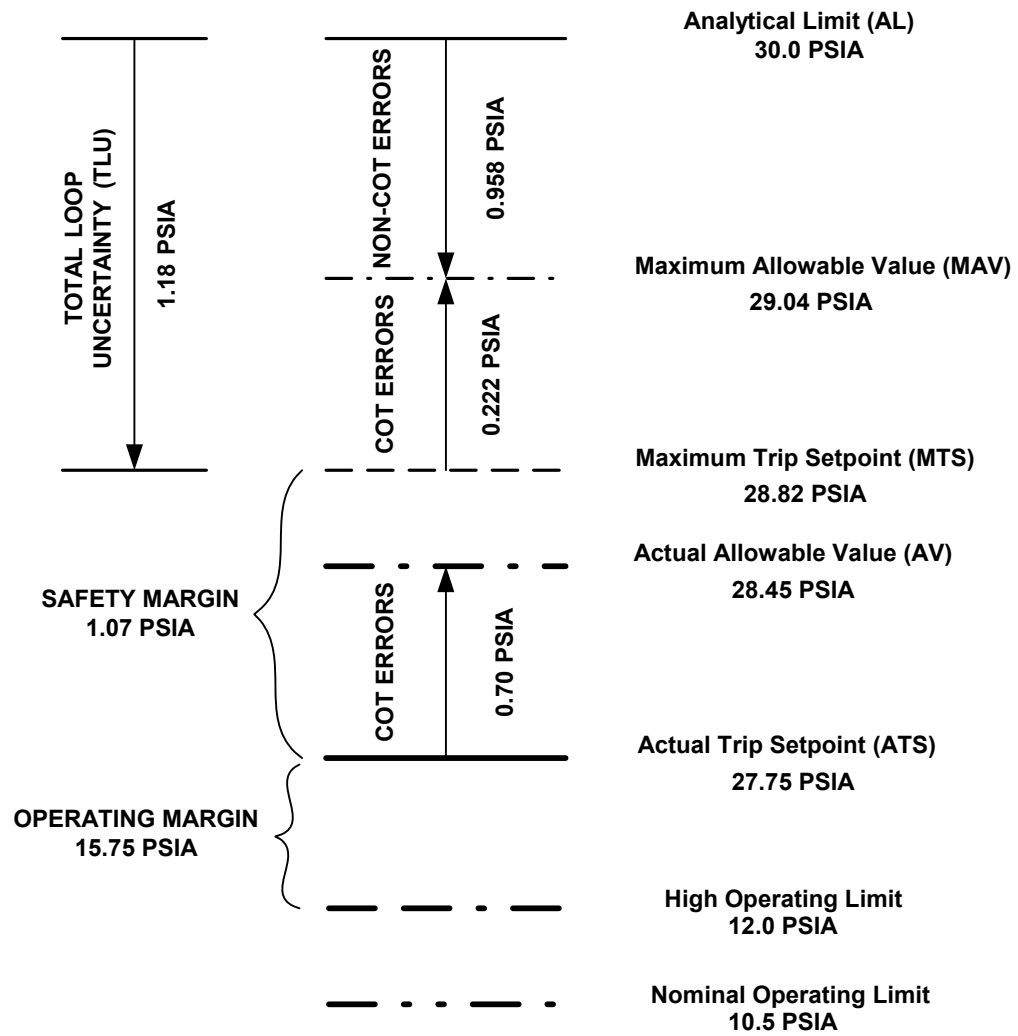 Analytical Limit (AL)
30.0 PSIA
TOTAL LOOP
UNCERTAINTY (TLU)
1.18 PSIA
NON-COT ERRORS
0.958 PSIA
Maximum Allowable Value (MAV)
29.04 PSIA
COT ERRORS
0.222 PSIA
Maximum Trip Setpoint (MTS)
28.82 PSIA
Actual Allowable Value (AV)
28.45 PSIA
SAFETY MARGIN
1.07 PSIA
COT ERRORS
0.70 PSIA
Actual Trip Setpoint (ATS)
27.75 PSIA
OPERATING MARGIN
15.75 PSIA
High Operating Limit
12.0 PSIA
Nominal Operating Limit
10.5 PSIA